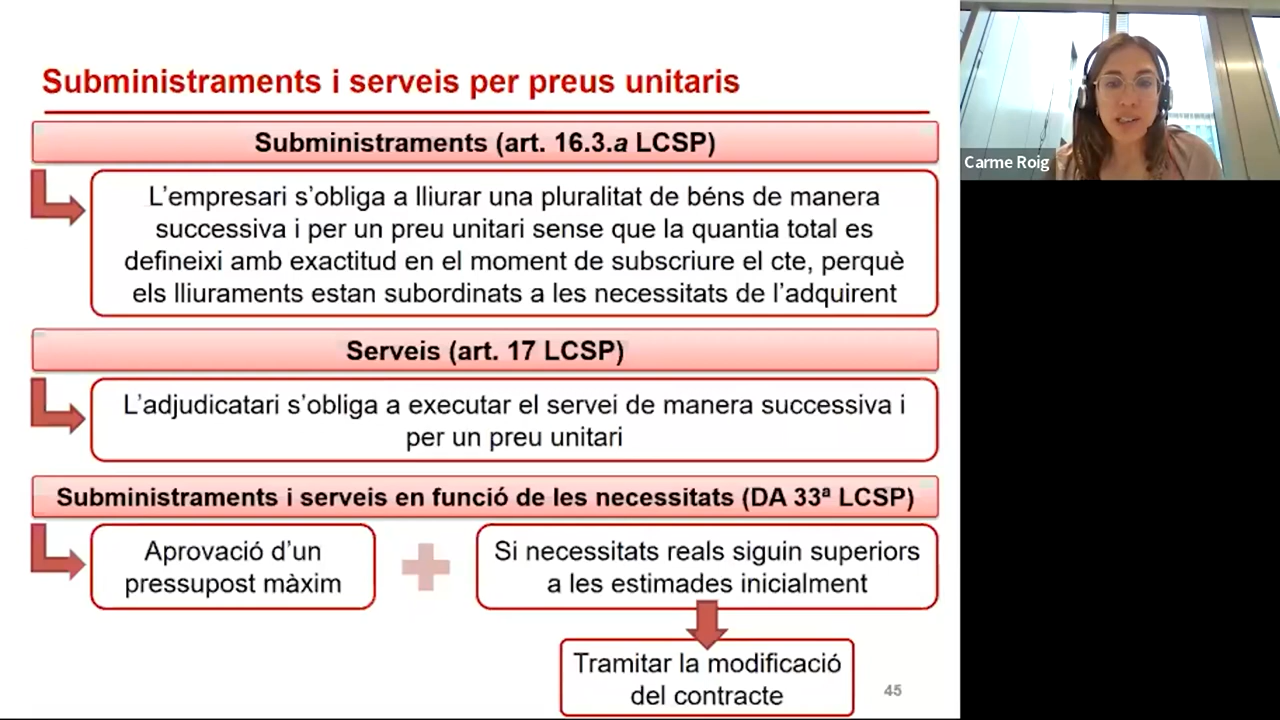 Subministraments i serveis per preus unitaris
Subministraments (art. 16.3.a LCSP)
L’empresari s’obliga a lliurar una pluralitat de béns de manera
successiva i per un preu unitari sense que la quantia total es
defineixi amb exactitud en el moment de subscriure el cte, perquè
els lliuraments estan subordinats a les necessitats de l’adquirent
Serveis (art. 17 LCSP)
L’adjudicatari s’obliga a executar el servei de manera successiva i
per un preu unitari
Subministraments i serveis en funció de les necessitats (DA 33ª LCSP)
Aprovació d’un
pressupost màxim
Si necessitats reals siguin superiors
a les estimades inicialment
Tramitar la modificació
del contracte
45
Carme Roig